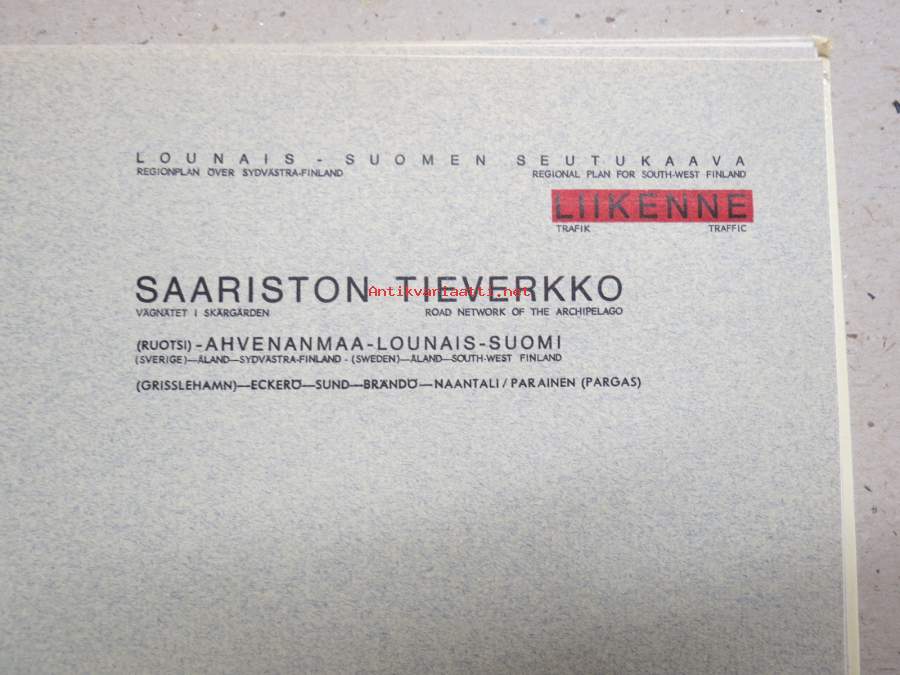 LOUNAIS - SUOMEN SEUTUKAAVA
REGIONPLAN ÖVER SYDVÄSTRA-FINLAND REGIONAL PLAN FOR SOUTH-WEST FINLAND
LIIKENNE
TRAFIK TRAFFIC
SAARISTON TIEVERKKO
Antikvariaatti.net
VÄGNÄTET I SKÄRGÅRDEN ROAD NETWORK OF THE ARCHIPELAGO
(RUOTSI)-AHVENANMAA-LOUNAIS-SUOMI
(SVERIGE)—ÅLAND—SYDVÄSTRA-FINLAND - (SWEDEN)—ÅLAND—SOUTH-WEST FINLAND
(GRISSLEHAMN)—ECKERÖ—SUND—BRÄNDÖ—NAANTALI/PARAINEN (PARGAS)